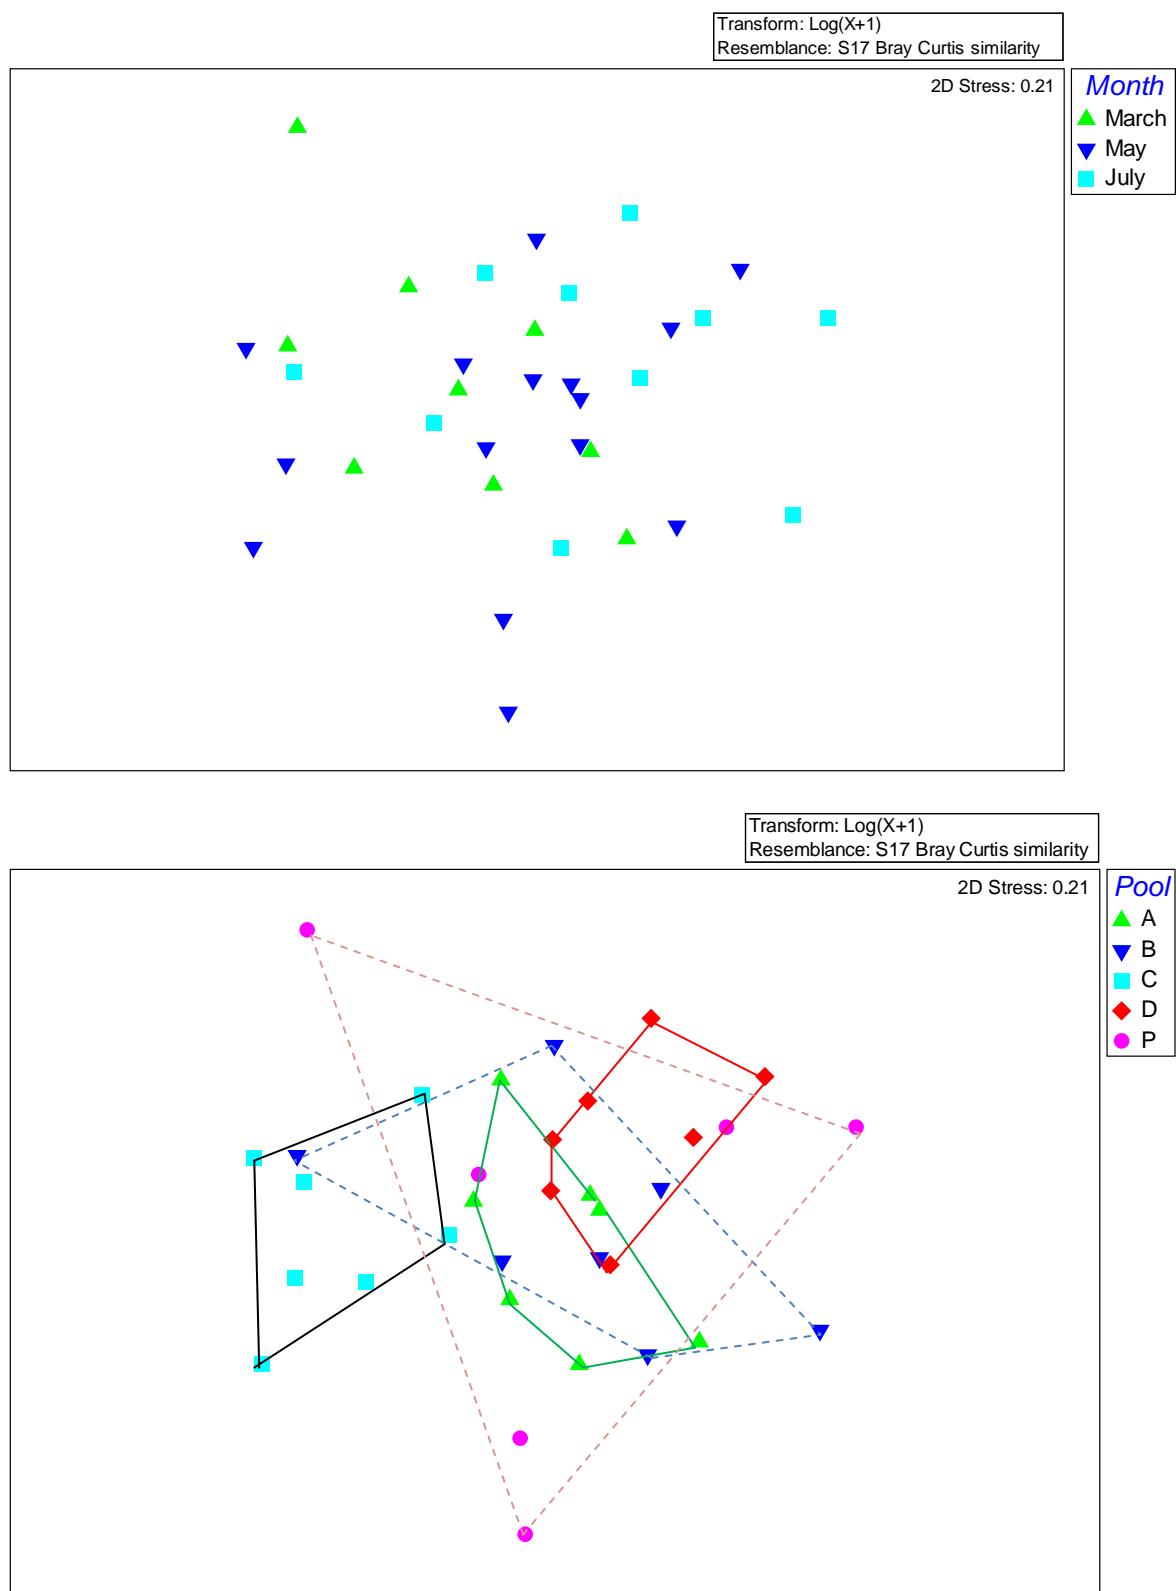 Transform: Log(X+1)
Resemblance: S17 Bray Curtis similarity
2D Stress: 0.21
Month
March
May
July
Transform: Log(X+1)
Resemblance: S17 Bray Curtis similarity
2D Stress: 0.21
Pool
A
B
C
D
P